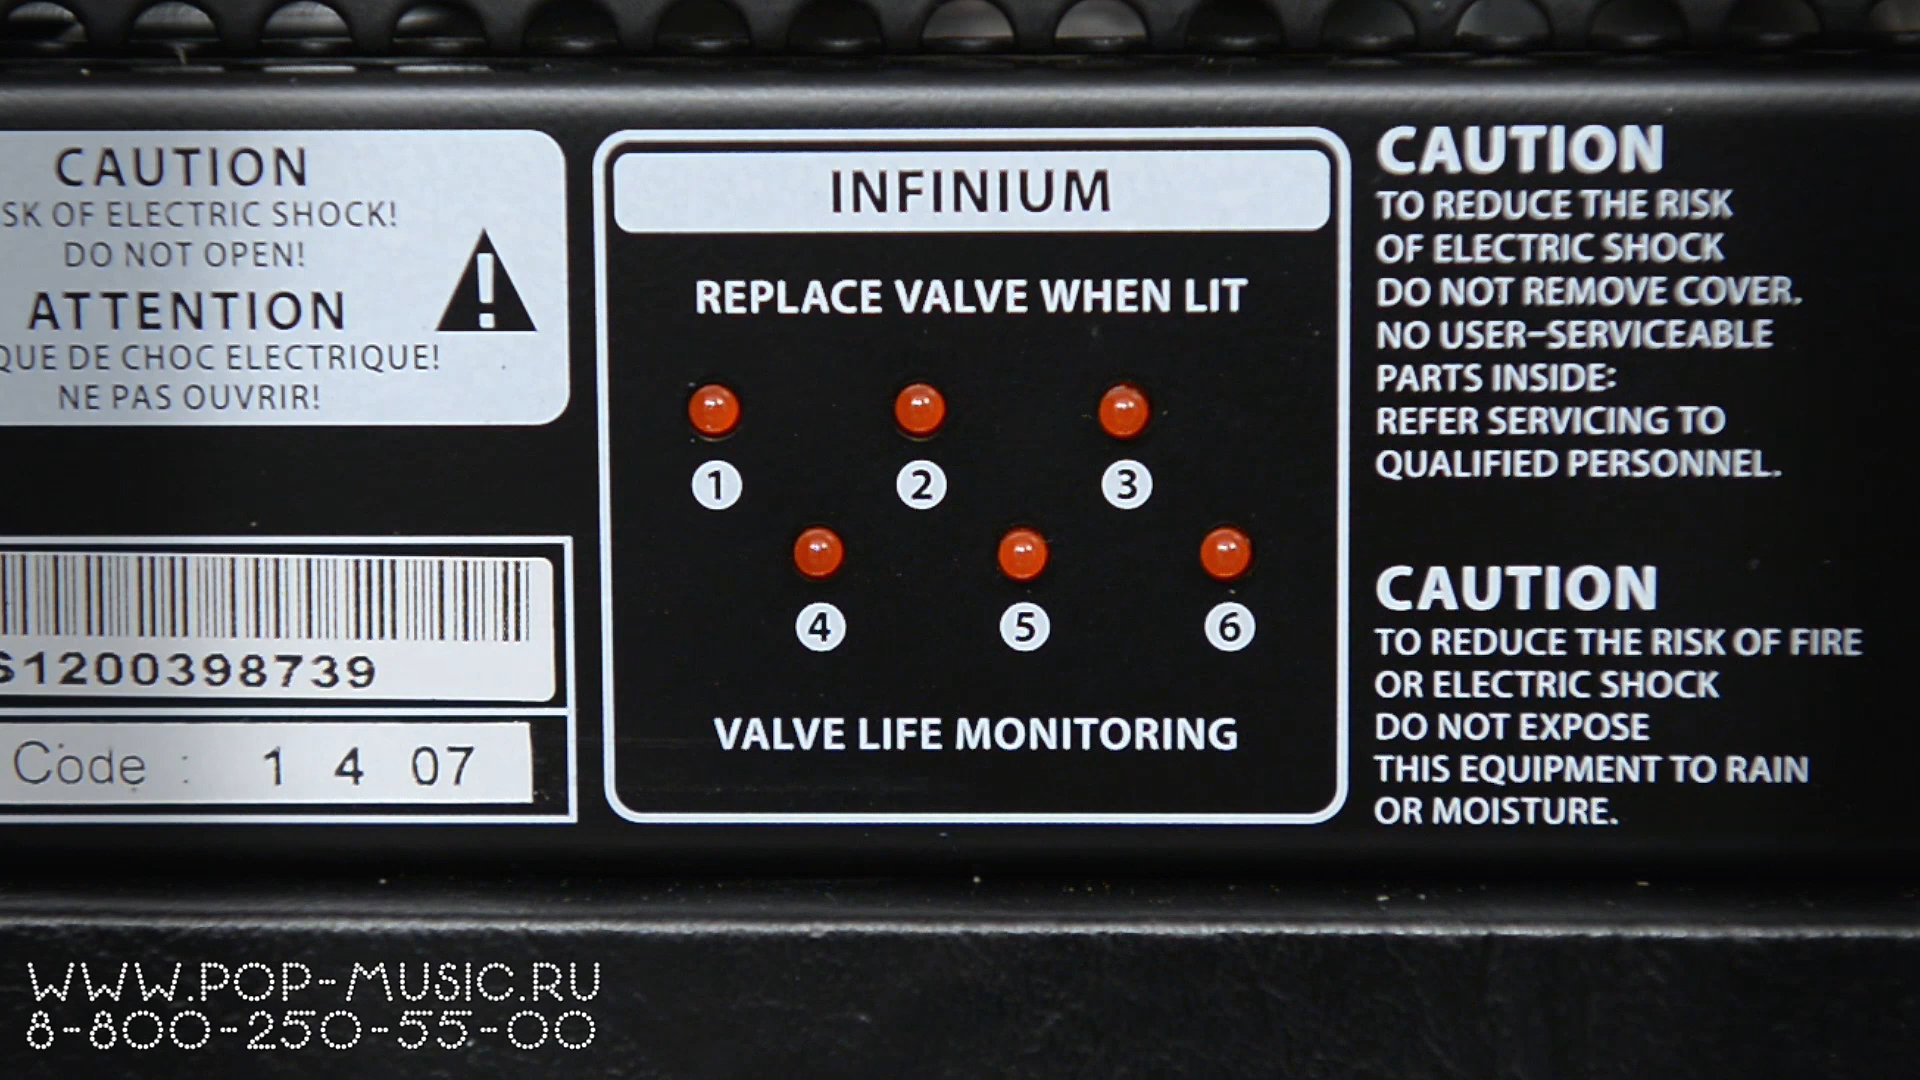 CAUTION
OF ELECTRIC SHOCK!
DO NOT OPEN!
ATTENTION
DE CHOC ELECTRIQUE!
NE PAS OUVRIR!
1200398739
Code : 1 4 07
INFINIUM
REPLACE VALVE WHEN LIT
1 2 3
4 5 6
VALVE LIFE MONITORING
CAUTION
TO REDUCE THE RISK
OF ELECTRIC SHOCK
DO NOT REMOVE COVER.
NO USER-SERVICEABLE
PARTS INSIDE:
REFER SERVICING TO
QUALIFIED PERSONNEL.
CAUTION
TO REDUCE THE RISK OF FIRE
OR ELECTRIC SHOCK
DO NOT EXPOSE
THIS EQUIPMENT TO RAIN
OR MOISTURE.
WWW.POP-MUSIC.RU
8-800-250-55-00